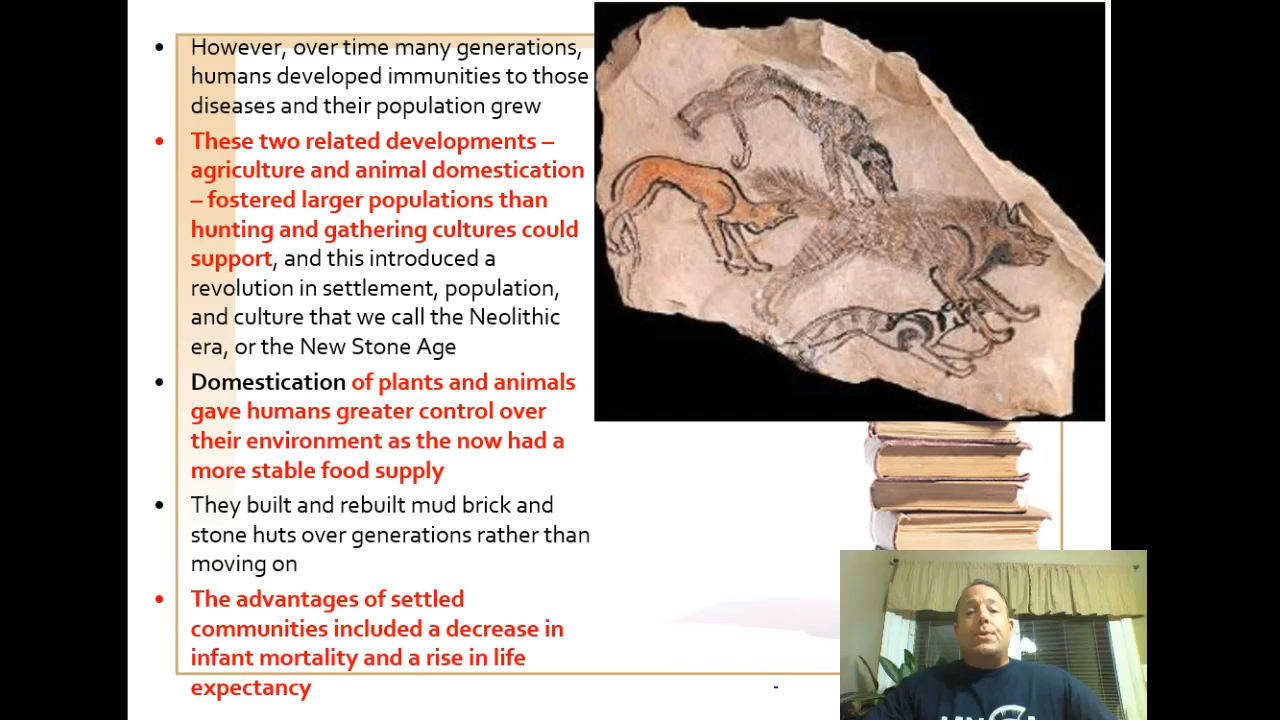 However, over time many generations,
humans developed immunities to those
diseases and their population grew
These two related developments –
agriculture and animal domestication
– fostered larger populations than
hunting and gathering cultures could
support, and this introduced a
revolution in settlement, population,
and culture that we call the Neolithic
era, or the New Stone Age
Domestication of plants and animals
gave humans greater control over
their environment as the now had a
more stable food supply
They built and rebuilt mud brick and
stone huts over generations rather than
moving on
The advantages of settled
communities included a decrease in
infant mortality and a rise in life
expectancy